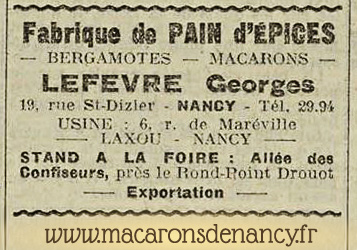 Fabrique de PAIN d'ÉPICES
— BERGAMOTES — MACARONS —
LEFEVRE Georges
19, rue St-Dizier - NANCY - Tél. 29.94
USINE : 6, r. de Maréville
— LAXOU - NANCY —
STAND A LA FOIRE : Allée des
Confiseurs, près le Rond-Point Drouot
— Exportation —
www.macaronsdenancy.fr